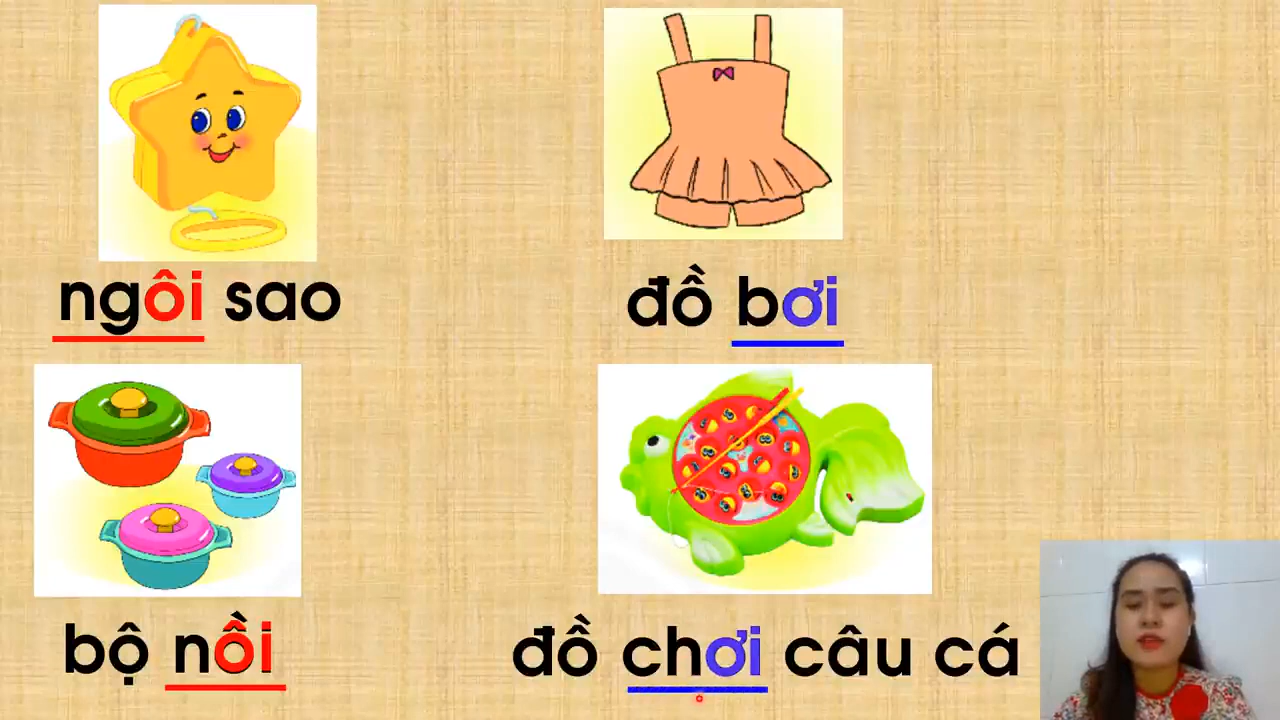 ngôi sao
đồ bơi
bộ nồi
đồ chơi câu cá